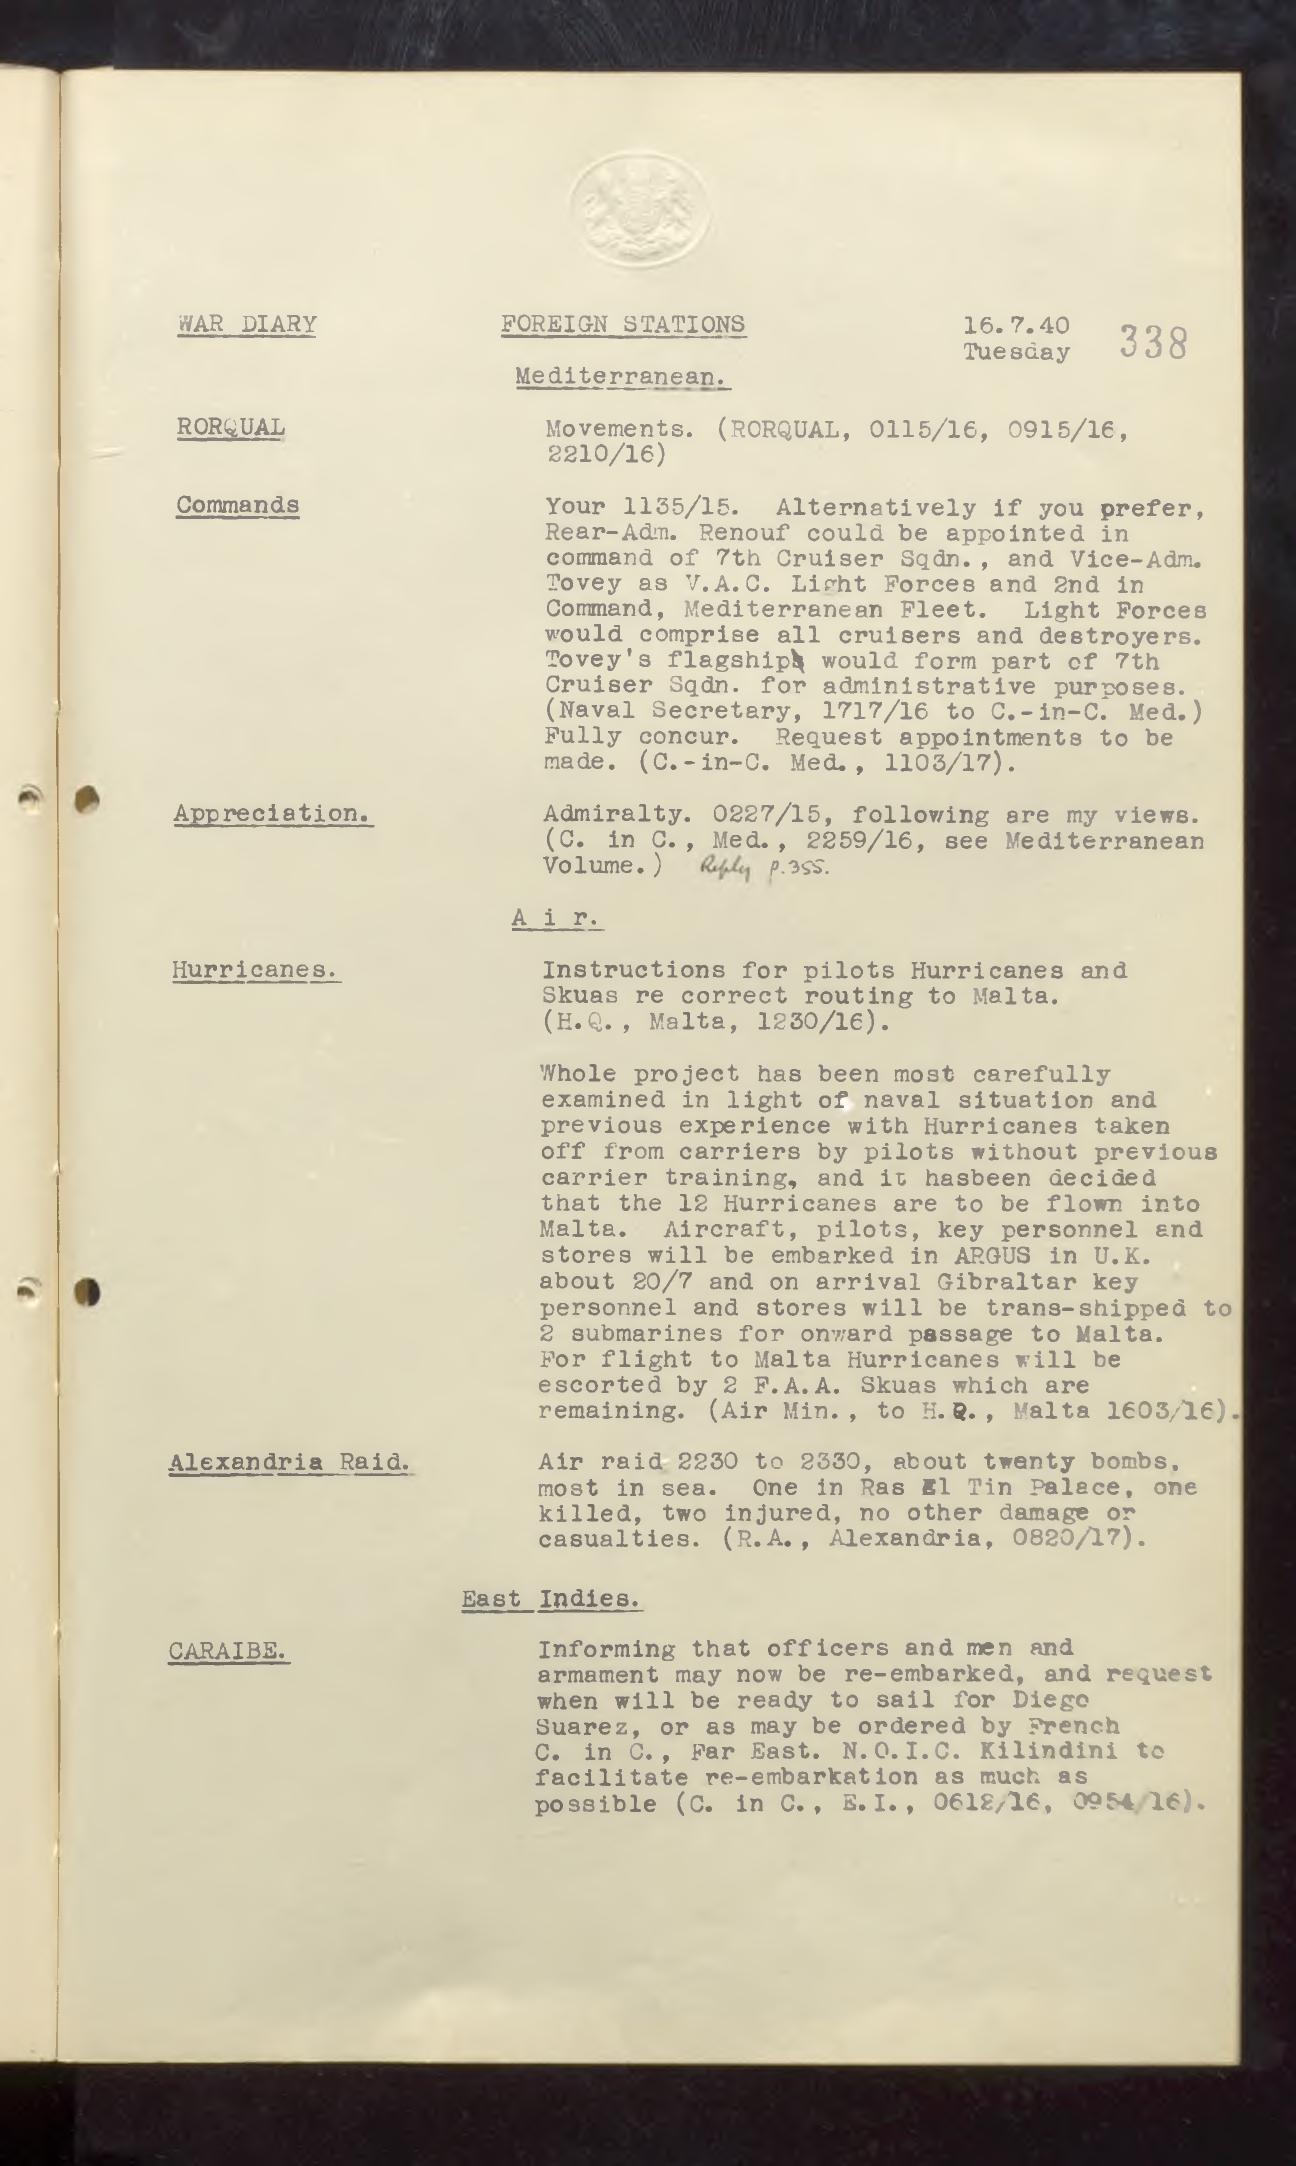 WAR DIARY FOREIGN STATIONS 16.7.40
Tuesday 338
Mediterranean.
RORQUAL Movements. (RORQUAL, 0115/16, 0915/16,
2210/16)
Commands Your 1135/15. Alternatively if you prefer,
Rear-Adm. Renouf could be appointed in
command of 7th Cruiser Sqdn., and Vice-Adm.
Tovey as V.A.C. Light Forces and 2nd in
Command, Mediterranean Fleet. Light Forces
would comprise all cruisers and destroyers.
Tovey's flagship would form part of 7th
Cruiser Sqdn. for administrative purposes.
(Naval Secretary, 1717/16 to C.-in-C. Med.)
Fully concur. Request appointments to be
made. (C.-in-C. Med., 1103/17).
Appreciation. Admiralty. 0227/15, following are my views.
(C. in C., Med., 2259/16, see Mediterranean
Volume.) Reply p.355.
A i r.
Hurricanes. Instructions for pilots Hurricanes and
Skuas re correct routing to Malta.
(H.Q., Malta, 1230/16).
Whole project has been most carefully
examined in light of naval situation and
previous experience with Hurricanes taken
off from carriers by pilots without previous
carrier training, and it hasbeen decided
that the 12 Hurricanes are to be flown into
Malta. Aircraft, pilots, key personnel and
stores will be embarked in ARGUS in U.K.
about 20/7 and on arrival Gibraltar key
personnel and stores will be trans-shipped to
2 submarines for onward passage to Malta.
For flight to Malta Hurricanes will be
escorted by 2 F.A.A. Skuas which are
remaining. (Air Min., to H.Q., Malta 1603/16).
Alexandria Raid. Air raid 2230 to 2330, about twenty bombs,
most in sea. One in Ras El Tin Palace, one
killed, two injured, no other damage or
casualties. (R.A., Alexandria, 0820/17).
East Indies.
CARAIBE. Informing that officers and men and
armament may now be re-embarked, and request
when will be ready to sail for Diego
Suarez, or as may be ordered by French
C. in C., Far East. N.O.I.C. Kilindini to
facilitate re-embarkation as much as
possible (C. in C., E.I., 0618/16, 0954/16).